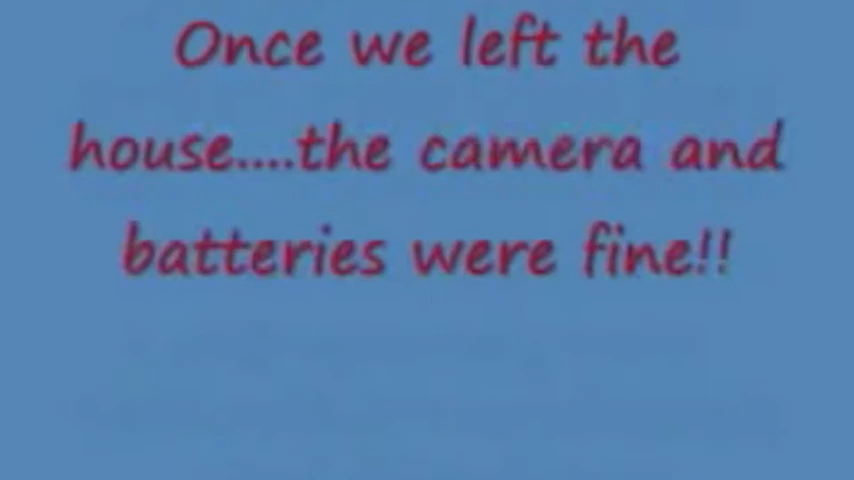 Once we left the
house....the camera and
batteries were fine!!